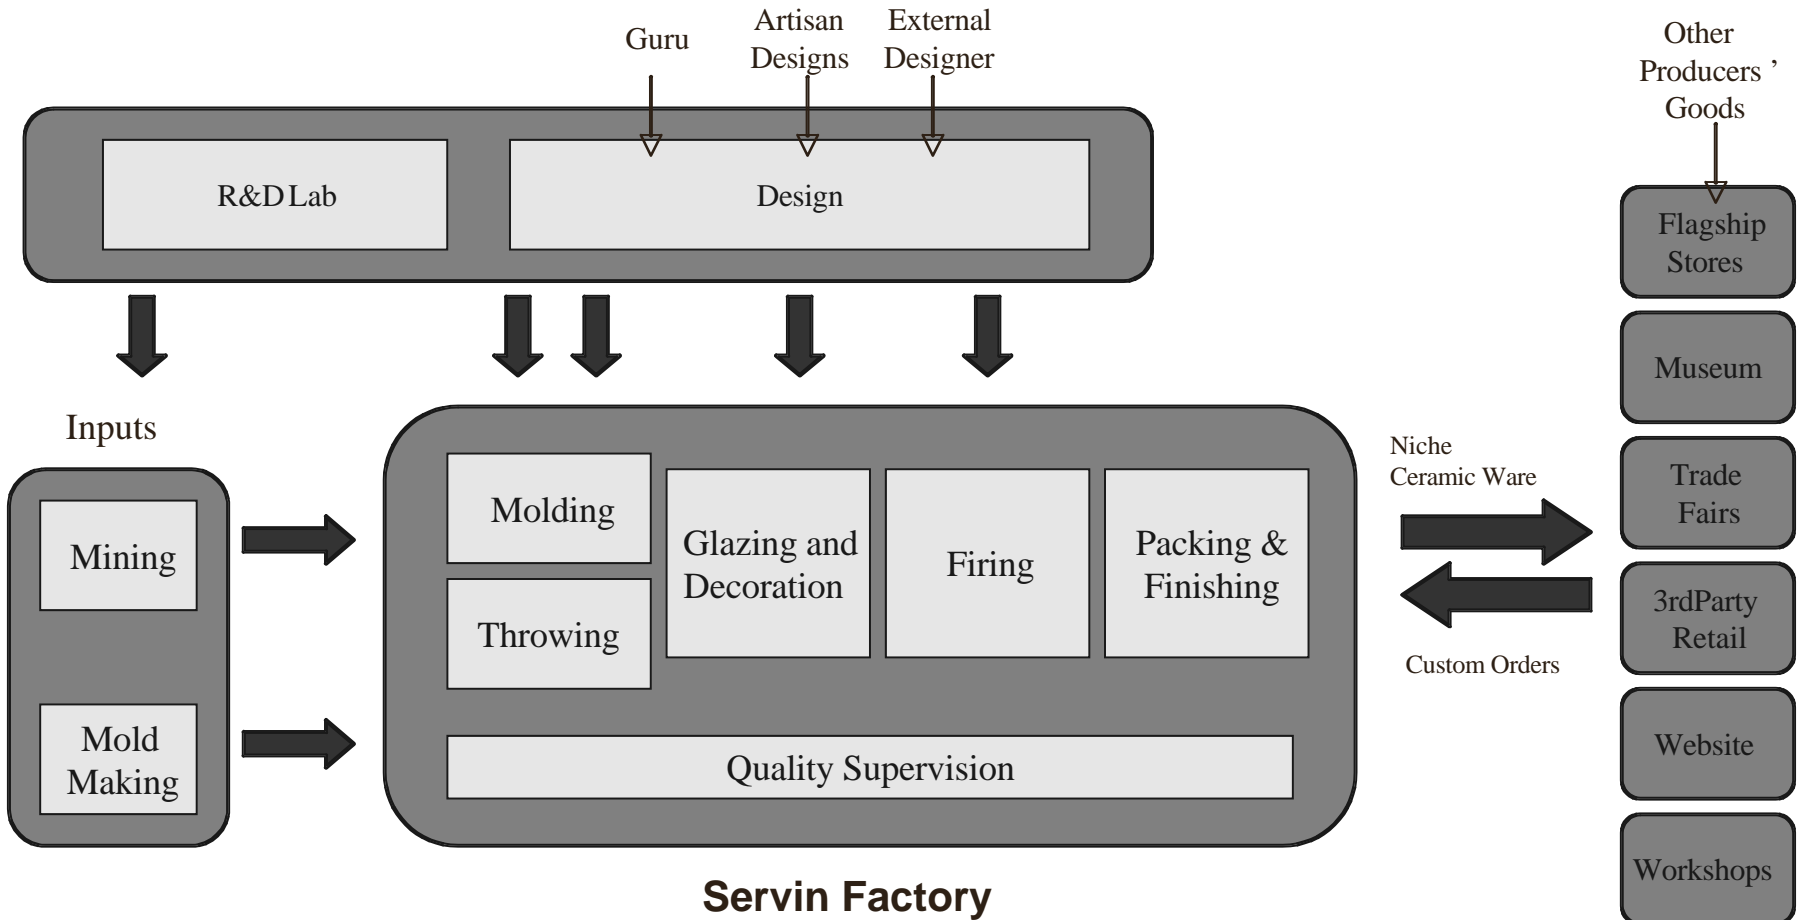 Guru
Artisan
Designs
External
Designer
Other
Producers ’
Goods
R&D Lab
Design
Flagship
Stores
Museum
Inputs
Niche
Ceramic Ware
Trade
Fairs
Mining
Molding
Throwing
Glazing and
Decoration
Firing
Packing &
Finishing
3rdParty
Retail
Custom Orders
Mold
Making
Quality Supervision
Website
Workshops
Servin Factory